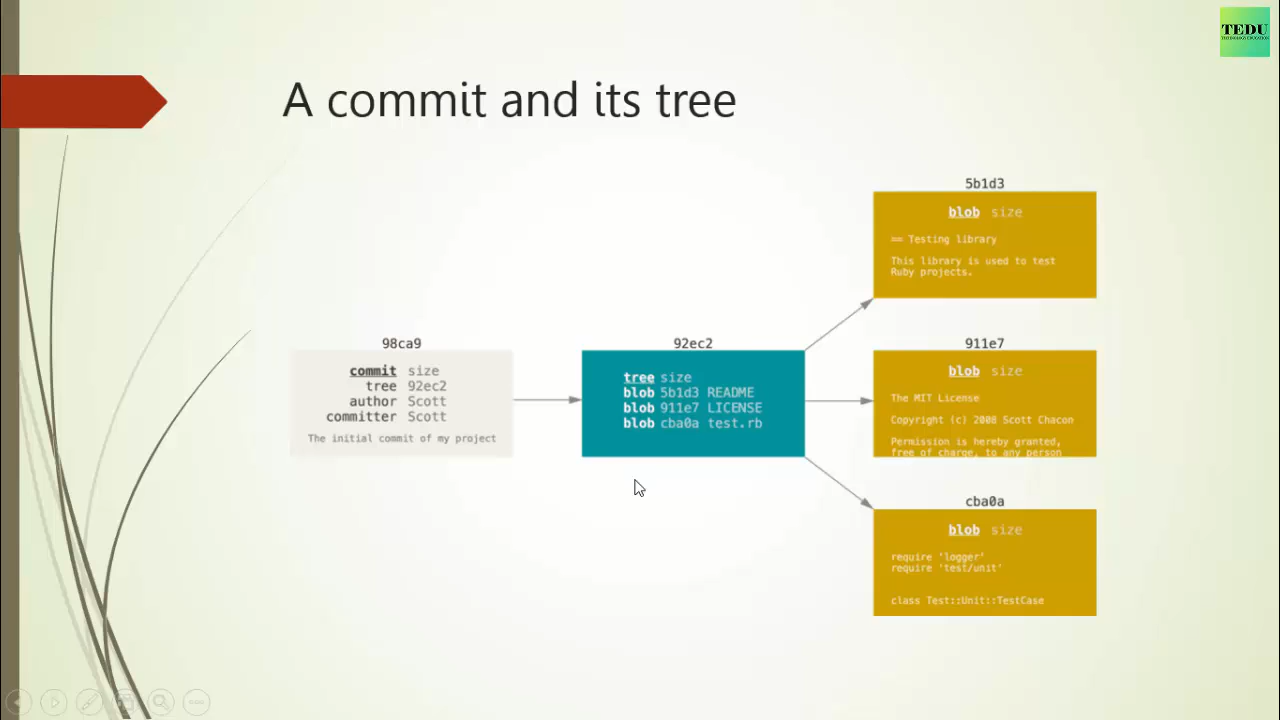 TEDU
TECHNOLOGY EDUCATION
A commit and its tree
98ca9
commit size
tree 92ec2
author Scott
committer Scott
The initial commit of my project
92ec2
tree size
blob 5b1d3 README
blob 911e7 LICENSE
blob cba0a test.rb
5b1d3
blob size
== Testing library
This library is used to test
Ruby projects.
911e7
blob size
The MIT License
Copyright (c) 2008 Scott Chacon
Permission is hereby granted,
free of charge, to any person
cba0a
blob size
require 'logger'
require 'test/unit'
class Test::Unit::TestCase